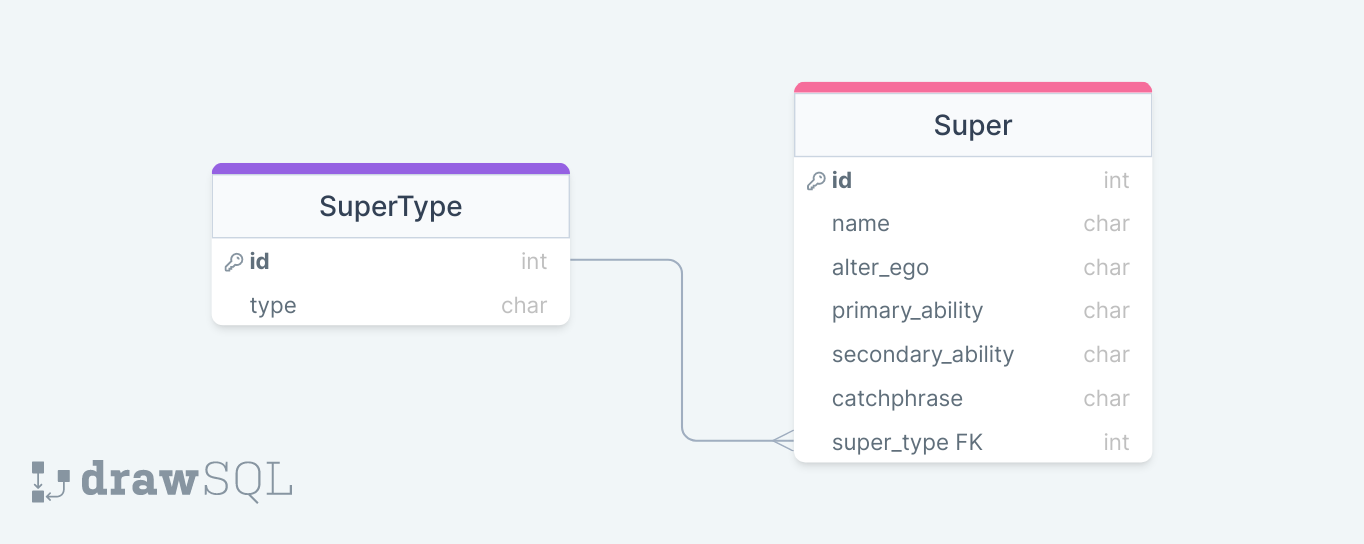 SuperType
id int
type char
Super
id int
name char
alter_ego char
primary_ability char
secondary_ability char
catchphrase char
super_type FK int
drawSQL